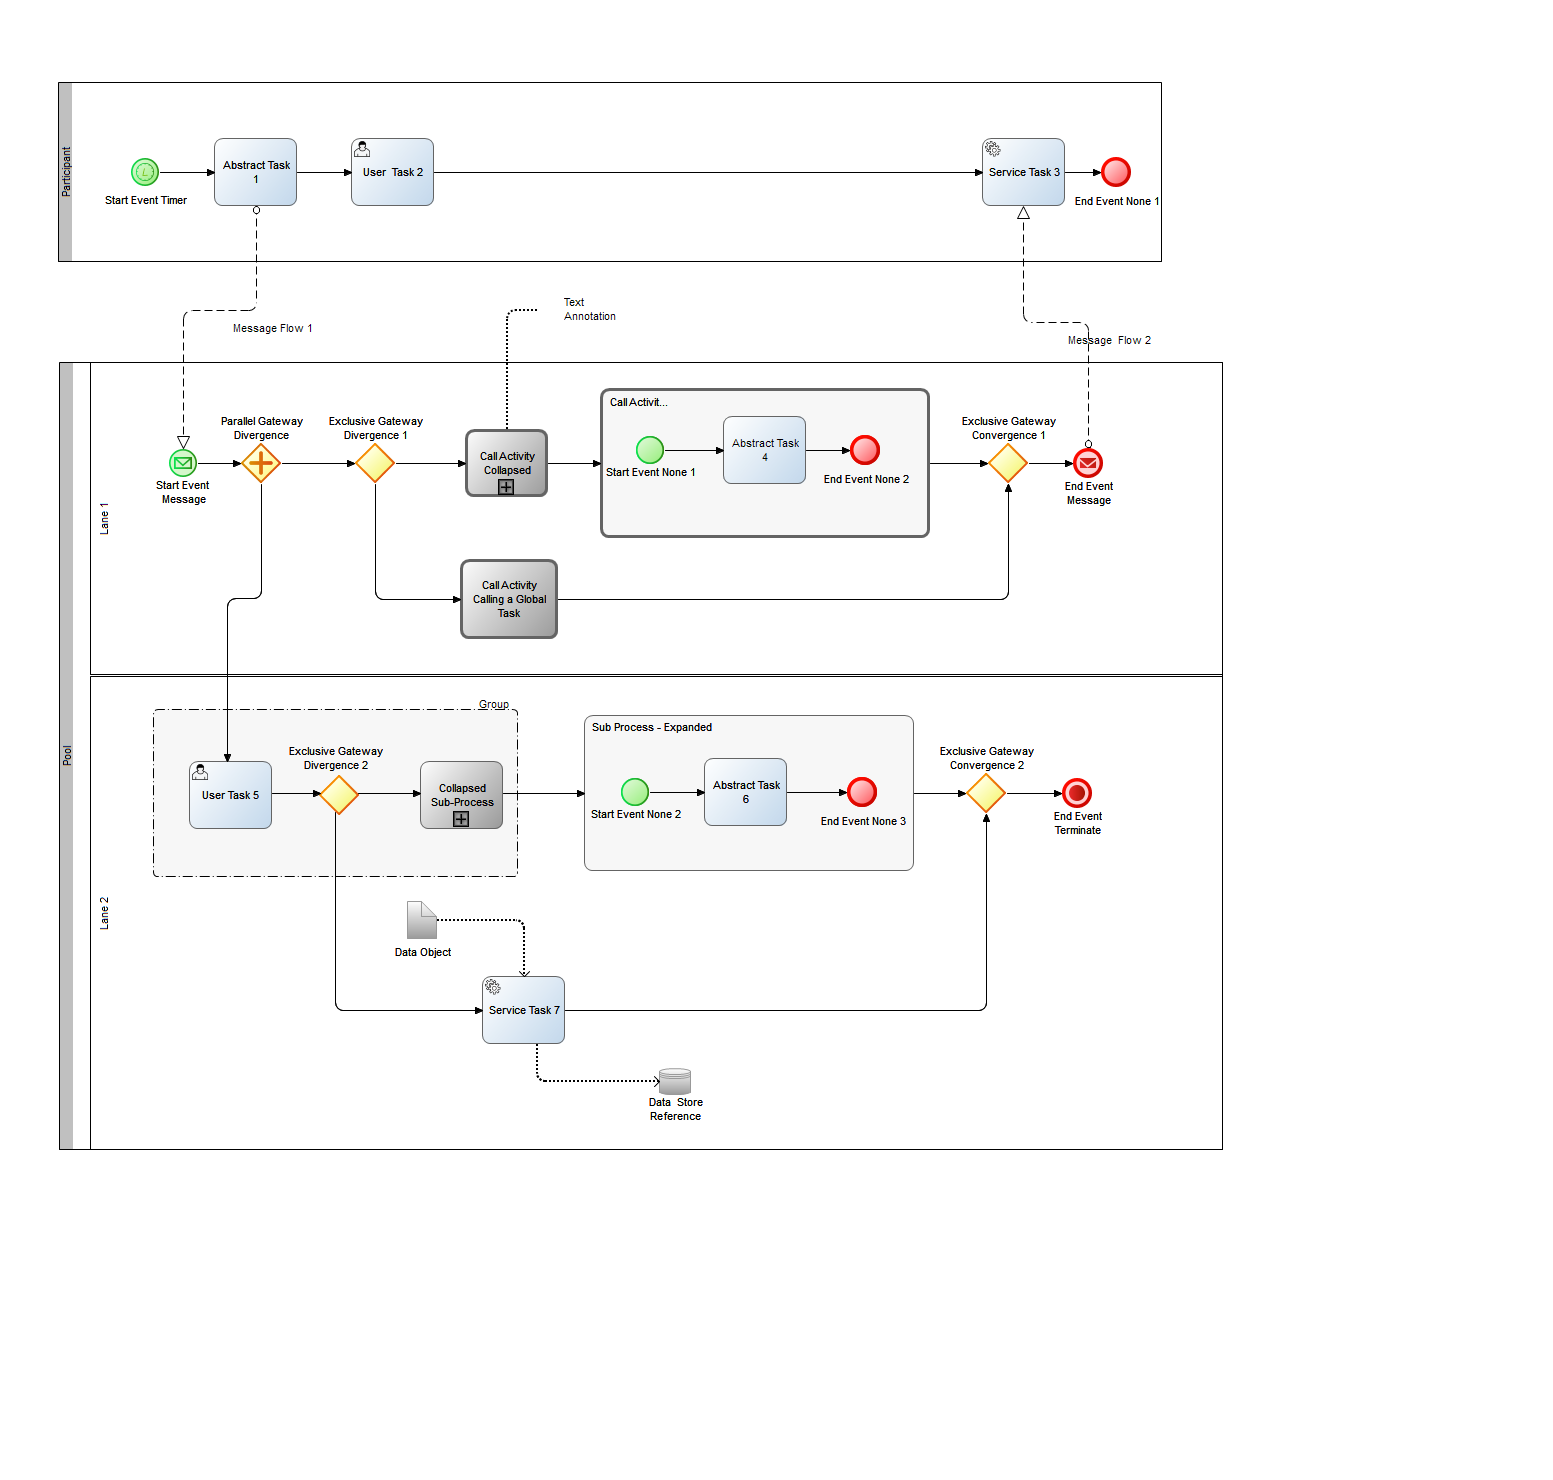 Participant
Start Event Timer
Abstract Task
1
User Task 2
Service Task 3
End Event None 1
Message Flow 1
Text
Annotation
Message Flow 2
Pool
Lane 1
Start Event
Message
Parallel Gateway
Divergence
Exclusive Gateway
Divergence 1
Call Activity
Collapsed
Call Activit...
Start Event None 1
Abstract Task
4
End Event None 2
Exclusive Gateway
Convergence 1
End Event
Message
Call Activity
Calling a Global
Task
Lane 2
Group
User Task 5
Exclusive Gateway
Divergence 2
Collapsed
Sub-Process
Sub Process - Expanded
Start Event None 2
Abstract Task
6
End Event None 3
Exclusive Gateway
Convergence 2
End Event
Terminate
Data Object
Service Task 7
Data Store
Reference